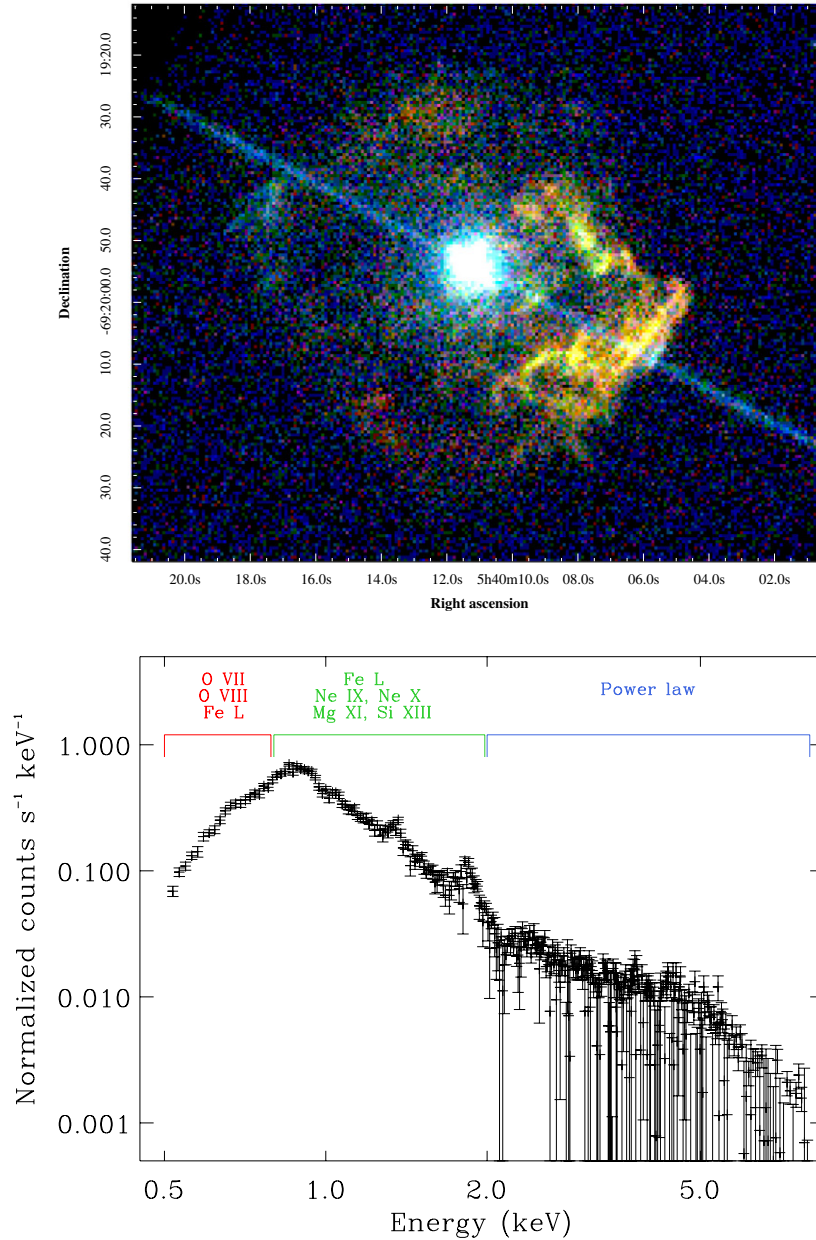 19:20.0
30.0
40.0
50.0
-69:20:00.0
10.0
20.0
30.0
40.0
Declination
20.0s 18.0s 16.0s 14.0s 12.0s 5h40m10.0s 08.0s 06.0s 04.0s 02.0s
Right ascension
O VII
O VIII
Fe L
Fe L
Ne IX, Ne X
Mg XI, Si XIII
Power law
Normalized counts s⁻¹ keV⁻¹
1.000
0.100
0.010
0.001
0.5 1.0 2.0 5.0
Energy (keV)